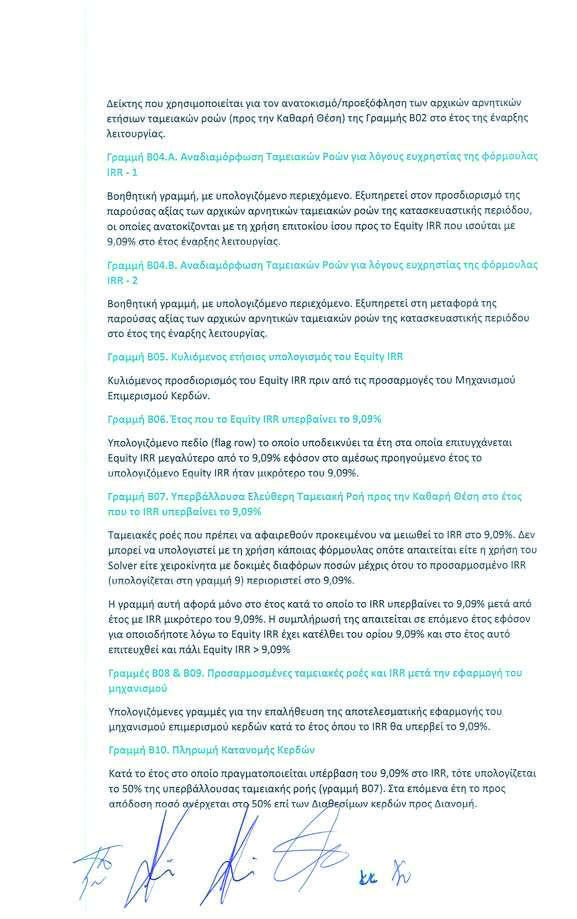 Δείκτης που χρησιμοποιείται για τον ανατοκισμό/προεξόφληση των αρχικών αρνητικών
ετήσιων ταμειακών ροών (προς την Καθαρή Θέση) της Γραμμής B02 στο έτος της έναρξης
λειτουργίας.
Γραμμή B04.A. Αναδιαμόρφωση Ταμειακών Ροών για λόγους ευχρηστίας της φόρμουλας
IRR - 1
Βοηθητική γραμμή, με υπολογιζόμενο περιεχόμενο. Εξυπηρετεί στον προσδιορισμό της
παρούσας αξίας των αρχικών αρνητικών ταμειακών ροών της κατασκευαστικής περιόδου,
οι οποίες ανατοκίζονται με τη χρήση επιτοκίου ίσου προς το Equity IRR που ισούται με
9,09% στο έτος έναρξης λειτουργίας.
Γραμμή B04.B. Αναδιαμόρφωση Ταμειακών Ροών για λόγους ευχρηστίας της φόρμουλας
IRR - 2
Βοηθητική γραμμή, με υπολογιζόμενο περιεχόμενο. Εξυπηρετεί στη μεταφορά της
παρούσας αξίας των αρχικών αρνητικών ταμειακών ροών της κατασκευαστικής περιόδου
στο έτος της έναρξης λειτουργίας.
Γραμμή B05. Κυλιόμενος ετήσιος υπολογισμός του Equity IRR
Κυλιόμενος προσδιορισμός του Equity IRR πριν από τις προσαρμογές του Μηχανισμού
Επιμερισμού Κερδών.
Γραμμή B06. Έτος που το Equity IRR υπερβαίνει το 9,09%
Υπολογιζόμενο πεδίο (flag row) το οποίο υποδεικνύει τα έτη στα οποία επιτυγχάνεται
Equity IRR μεγαλύτερο από το 9,09% εφόσον στο αμέσως προηγούμενο έτος το
υπολογιζόμενο Equity IRR ήταν μικρότερο του 9,09%.
Γραμμή B07. Υπερβάλλουσα Ελεύθερη Ταμειακή Ροή προς την Καθαρή Θέση στο έτος
που το IRR υπερβαίνει το 9,09%
Ταμειακές ροές που πρέπει να αφαιρεθούν προκειμένου να μειωθεί το IRR στο 9,09%. Δεν
μπορεί να υπολογιστεί με τη χρήση κάποιας φόρμουλας οπότε απαιτείται είτε η χρήση του
Solver είτε χειροκίνητα με δοκιμές διαφόρων ποσών μέχρις ότου το προσαρμοσμένο IRR
(υπολογίζεται στη γραμμή 9) περιοριστεί στο 9,09%.
Η γραμμή αυτή αφορά μόνο στο έτος κατά το οποίο το IRR υπερβαίνει το 9,09% μετά από
έτος με IRR μικρότερο του 9,09%. Η συμπλήρωσή της απαιτείται σε επόμενο έτος εφόσον
για οποιοδήποτε λόγω το Equity IRR έχει κατέλθει του ορίου 9,09% και στο έτος αυτό
επιτευχθεί και πάλι Equity IRR > 9,09%
Γραμμές B08 & B09. Προσαρμοσμένες ταμειακές ροές και IRR μετά την εφαρμογή του
μηχανισμού
Υπολογιζόμενες γραμμές για την επαλήθευση της αποτελεσματικής εφαρμογής του
μηχανισμού επιμερισμού κερδών κατά το έτος όπου το IRR θα υπερβεί το 9,09%.
Γραμμή B10. Πληρωμή Κατανομής Κερδών
Κατά το έτος στο οποίο πραγματοποιείται υπέρβαση του 9,09% στο IRR, τότε υπολογίζεται
το 50% της υπερβάλλουσας ταμειακής ροής (γραμμή B07). Στα επόμενα έτη το προς
απόδοση ποσό ανέρχεται στο 50% επί των Διαθεσίμων κερδών προς Διανομή.